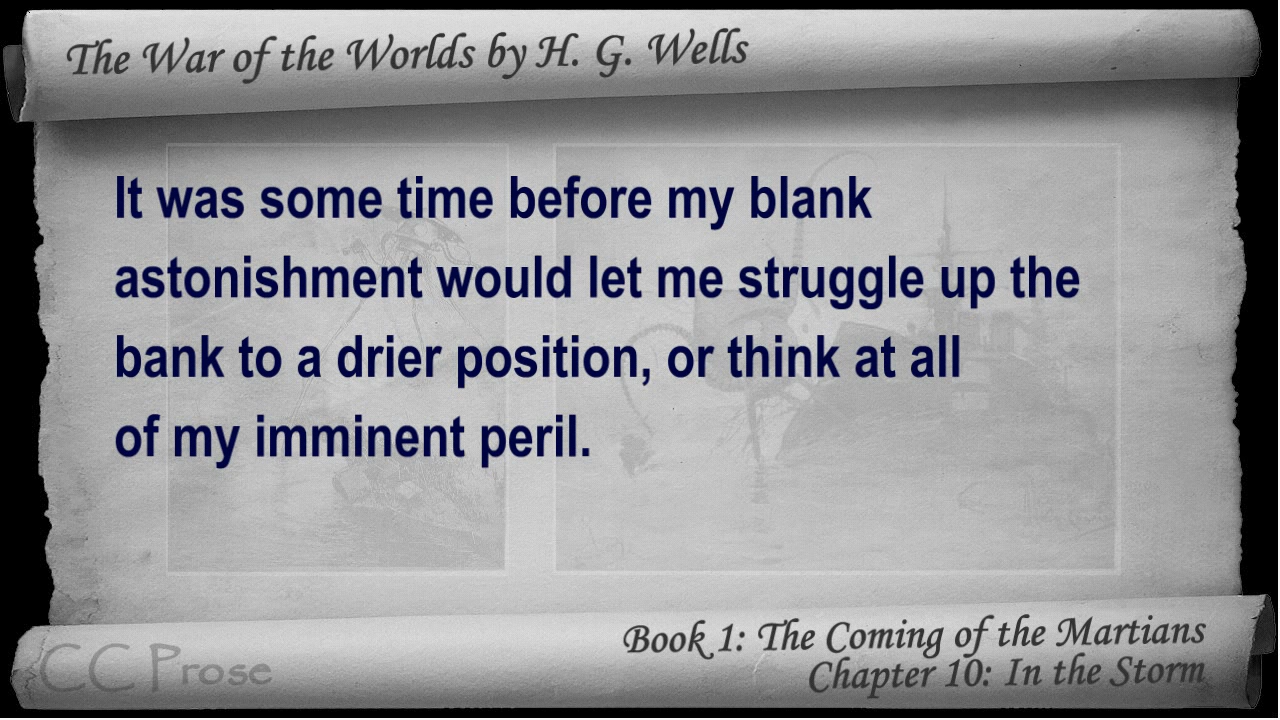 The War of the Worlds by H. G. Wells
It was some time before my blank
astonishment would let me struggle up the
bank to a drier position, or think at all
of my imminent peril.
Book 1: The Coming of the Martians
Chapter 10: In the Storm
CC Prose